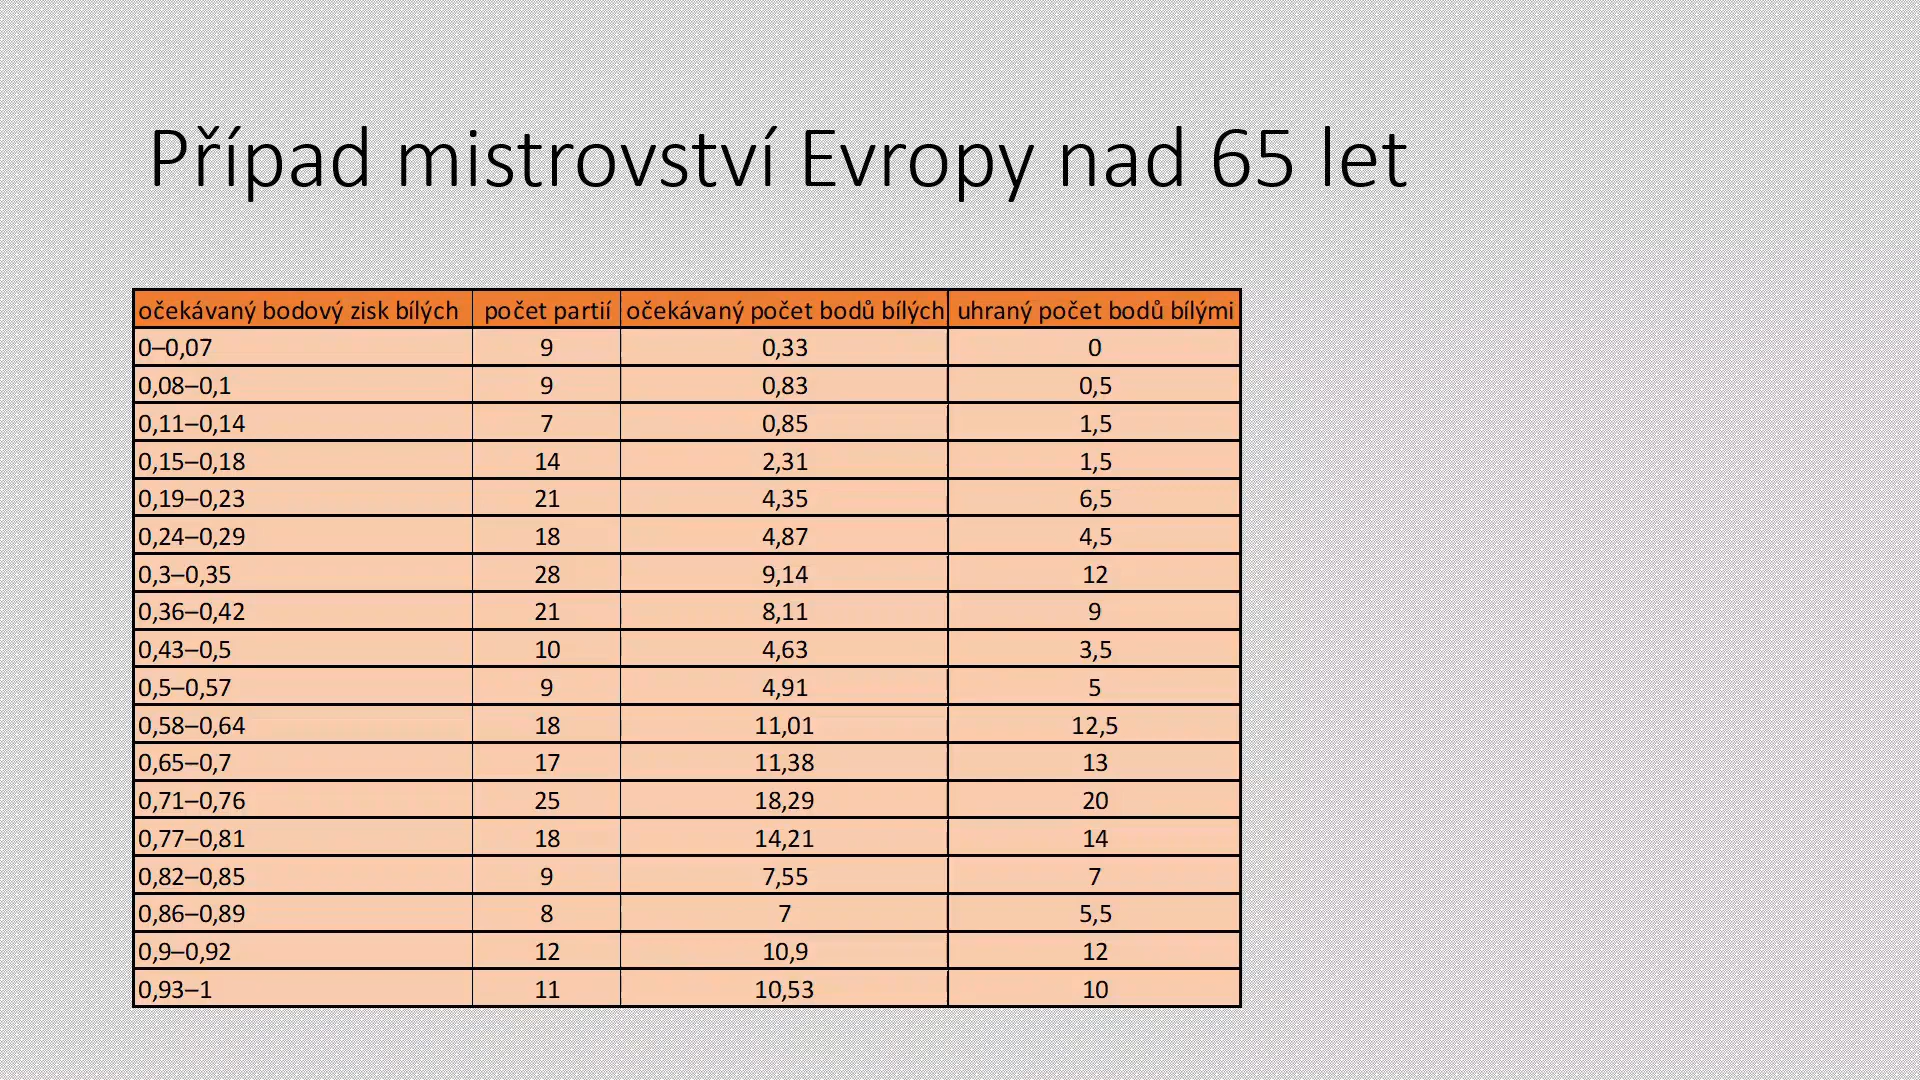 Případ mistrovství Evropy nad 65 let
očekávaný bodový zisk bílých počet partií očekávaný počet bodů bílých uhraný počet bodů bílými
0–0,07 9 0,33 0
0,08–0,1 9 0,83 0,5
0,11–0,14 7 0,85 1,5
0,15–0,18 14 2,31 1,5
0,19–0,23 21 4,35 6,5
0,24–0,29 18 4,87 4,5
0,3–0,35 28 9,14 12
0,36–0,42 21 8,11 9
0,43–0,5 10 4,63 3,5
0,5–0,57 9 4,91 5
0,58–0,64 18 11,01 12,5
0,65–0,7 17 11,38 13
0,71–0,76 25 18,29 20
0,77–0,81 18 14,21 14
0,82–0,85 9 7,55 7
0,86–0,89 8 7 5,5
0,9–0,92 12 10,9 12
0,93–1 11 10,53 10